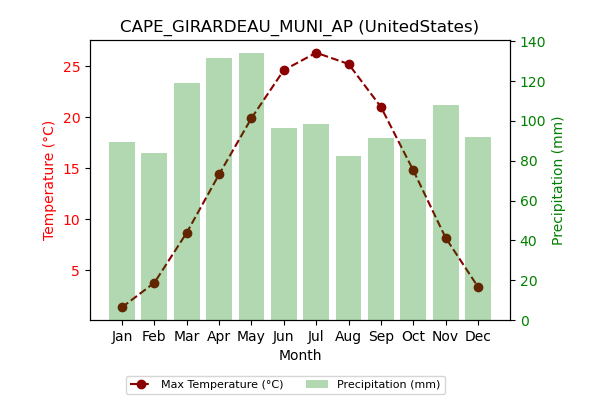 CAPE_GIRARDEAU_MUNI_AP (UnitedStates)
140
25
120
20
100
15
80
60
10
40
5
20
0
Temperature (°C)
Precipitation (mm)
Jan Feb Mar Apr May Jun Jul Aug Sep Oct Nov Dec
Month
Max Temperature (°C) Precipitation (mm)